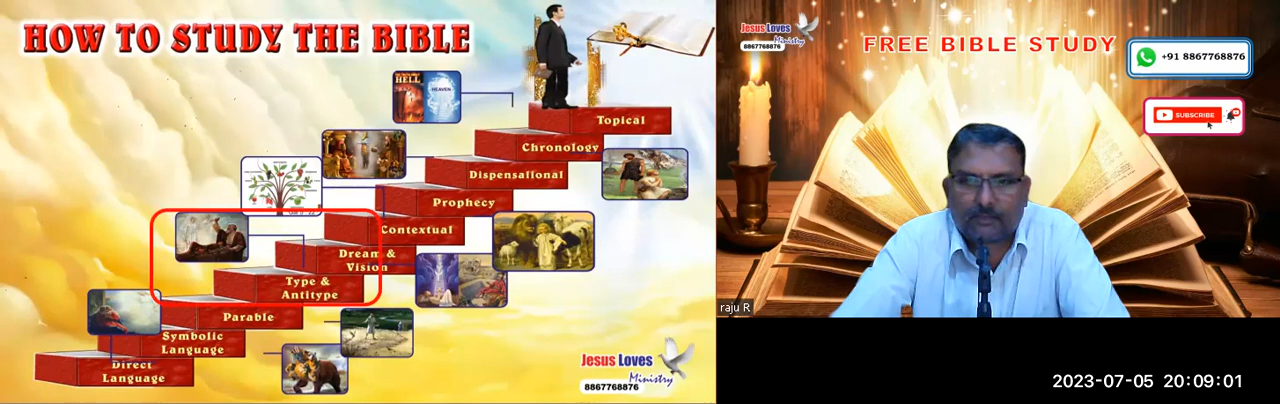 HOW TO STUDY THE BIBLE
HELL
HEAVEN
Topical
Chronology
Dispensational
Prophecy
Contextual
Dream &
Vision
Type &
Antitype
Parable
Symbolic
Language
Direct
Language
Jesus Loves
Ministry
8867768876
Jesus Loves
Ministry
8867768876
FREE BIBLE STUDY
+91 8867768876
SUBSCRIBE
raju R
2023-07-05 20:09:01